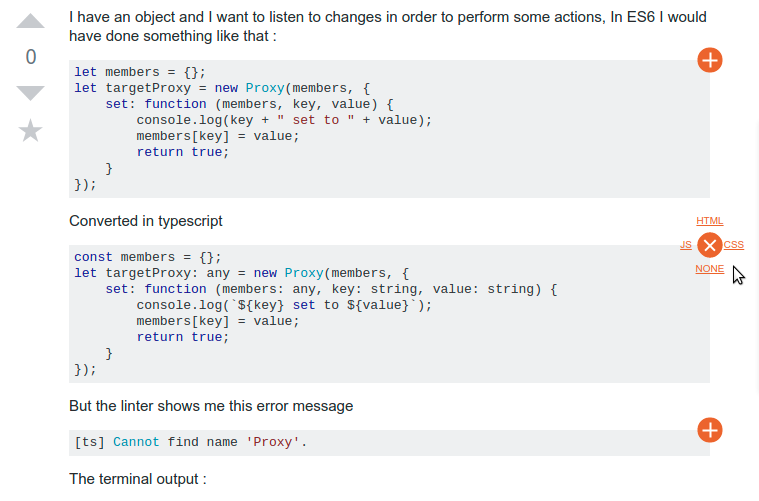 I have an object and I want to listen to changes in order to perform some actions, In ES6 I would
have done something like that :
0
let members = {};
let targetProxy = new Proxy(members, {
    set: function (members, key, value) {
        console.log(key + " set to " + value);
        members[key] = value;
        return true;
    }
});
Converted in typescript
HTML
JS
CSS
NONE
const members = {};
let targetProxy: any = new Proxy(members, {
    set: function (members: any, key: string, value: string) {
        console.log(`${key} set to ${value}`);
        members[key] = value;
        return true;
    }
});
But the linter shows me this error message
[ts] Cannot find name 'Proxy'.
The terminal output :